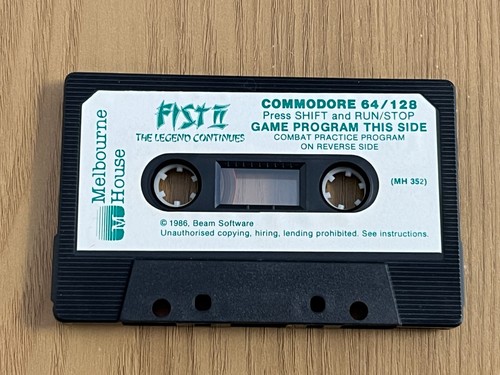 Melbourne
House
FIST II
THE LEGEND CONTINUES
COMMODORE 64/128
Press SHIFT and RUN/STOP
GAME PROGRAM THIS SIDE
COMBAT PRACTICE PROGRAM
ON REVERSE SIDE
(MH 352)
© 1986, Beam Software
Unauthorised copying, hiring, lending prohibited. See instructions.